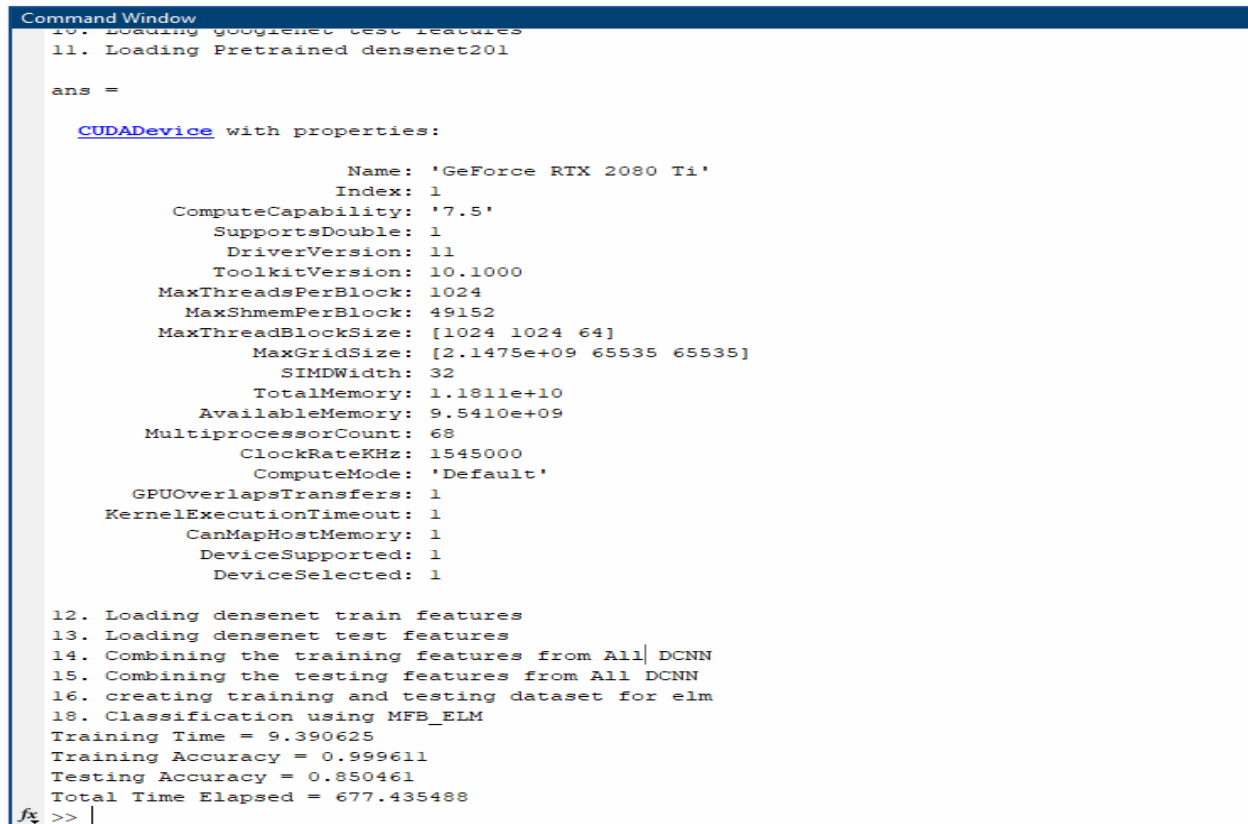 Command Window
10. Loading googlenet test features
11. Loading Pretrained densenet201
ans =
CUDADevice with properties:
Name: 'GeForce RTX 2080 Ti'
Index: 1
ComputeCapability: '7.5'
SupportsDouble: 1
DriverVersion: 11
ToolkitVersion: 10.1000
MaxThreadsPerBlock: 1024
MaxShmemPerBlock: 49152
MaxThreadBlockSize: [1024 1024 64]
MaxGridSize: [2.1475e+09 65535 65535]
SIMDWidth: 32
TotalMemory: 1.1811e+10
AvailableMemory: 9.5410e+09
MultiprocessorCount: 68
ClockRateKHz: 1545000
ComputeMode: 'Default'
GPUOverlapsTransfers: 1
KernelExecutionTimeout: 1
CanMapHostMemory: 1
DeviceSupported: 1
DeviceSelected: 1
12. Loading densenet train features
13. Loading densenet test features
14. Combining the training features from All DCNN
15. Combining the testing features from All DCNN
16. creating training and testing dataset for elm
18. Classification using MFB_ELM
Training Time = 9.390625
Training Accuracy = 0.999611
Testing Accuracy = 0.850461
Total Time Elapsed = 677.435488
fx >>